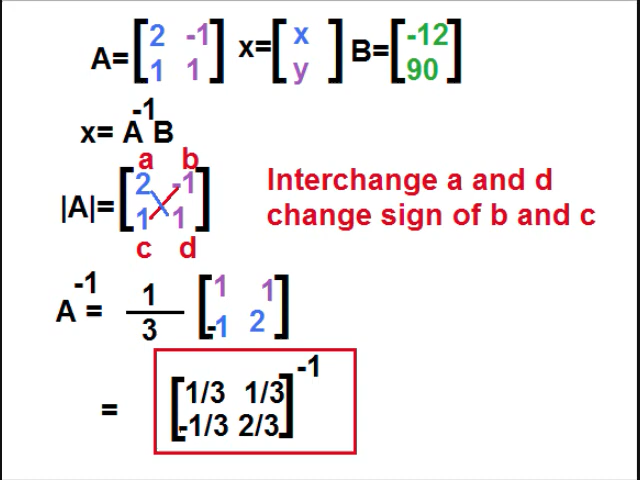 A=[2 -1 x=[x ] B=[-12
1 1] y 90]
-1
x= A B
a b
|A|=[2 -1
1 1]
c d
Interchange a and d
change sign of b and c
-1
A = 1/3 [1 1
-1 2]
= [1/3 1/3
-1/3 2/3]
-1